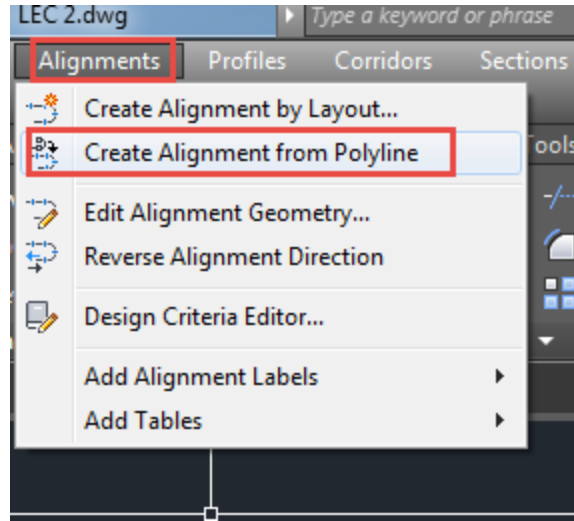 LEC 2.dwg Type a keyword or phrase
Alignments Profiles Corridors Sections
Create Alignment by Layout...
Create Alignment from Polyline
Tools
Edit Alignment Geometry...
Reverse Alignment Direction
Design Criteria Editor...
Add Alignment Labels
Add Tables